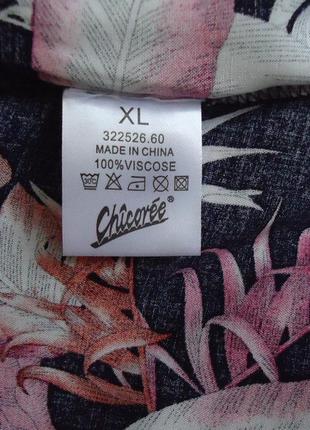 XL
322526.60
MADE IN CHINA
100%VISCOSE
Chicorée®